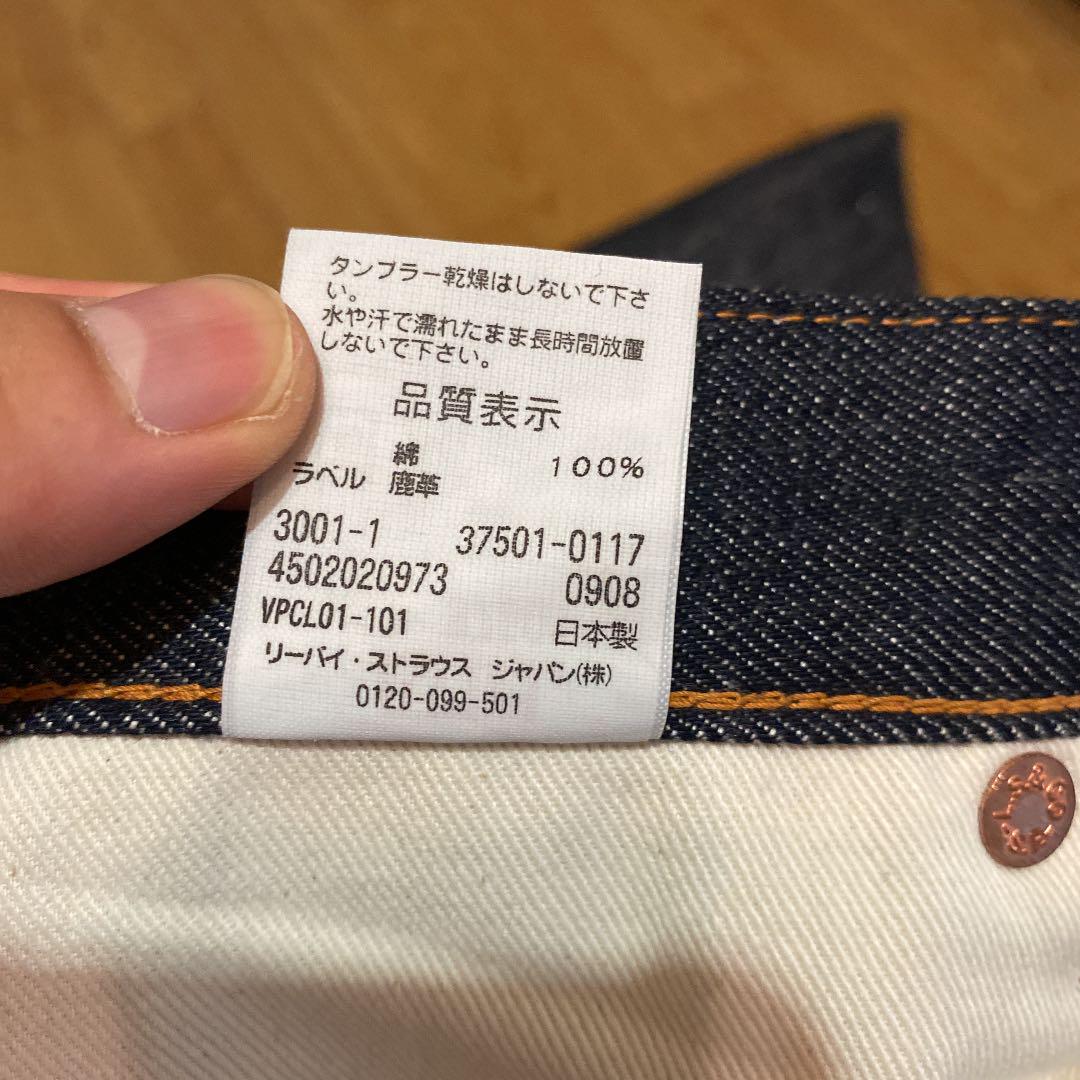 タンブラー乾燥はしないで下さ
い。
水や汗で濡れたまま長時間放置
しないで下さい。
品質表示
綿 100%
ラベル 鹿革
3001-1 37501-0117
4502020973 0908
VPCL01-101 日本製
リーバイ・ストラウス ジャパン(株)
0120-099-501
L.S.&CO